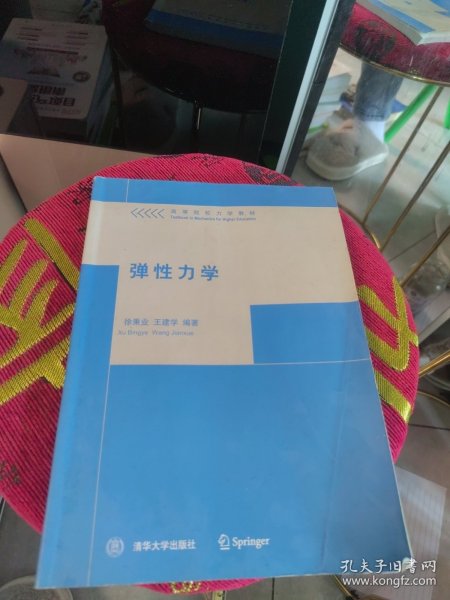 高等院校力学教材
Textbook in Mechanics for Higher Education
弹性力学
徐秉业 王建学 编著
Xu Bingye Wang Jianxue
清华大学出版社
Springer
孔夫子旧书网
www.kongfz.com